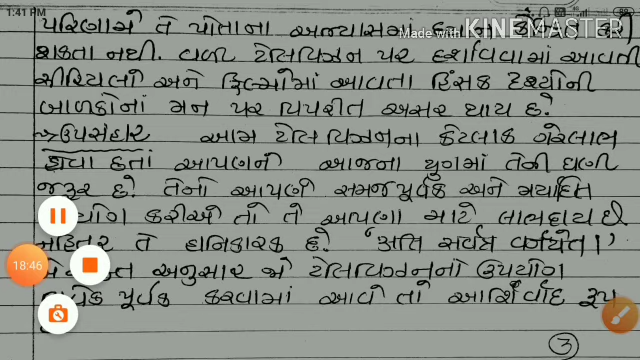 1:41 PM
Made with KINEMASTER
પરિણામે તે પોતાના અભ્યાસમાં
શકતા નથી. વળી ટેલિવિઝન પર દર્શાવવામાં આવતી
સીરિયલો અને ફિલ્મોમાં આવતા હિંસક દ્રશ્યોની
બાળકોનાં મન પર વિપરીત અસર થાય છે.
→ ઉપસંહાર આમ ટેલિવિઝનના કેટલાક ગેરલાભ
હોવા છતાં આપણને આજના યુગમાં તેની ઘણી
જરૂર છે. તેનો આપણે સમજપૂર્વક અને મર્યાદિત
કરીએ તો તે આપણા માટે લાભદાય છે
નહિતર તે હાનિકારક છે. 'અતિ સર્વત્ર વર્જયેત।'
અનુસાર જો ટેલિવિઝનનો ઉપયોગ
પૂર્વક કરવામાં આવે તો આર્શિવાદ રૂપ
18:46
3